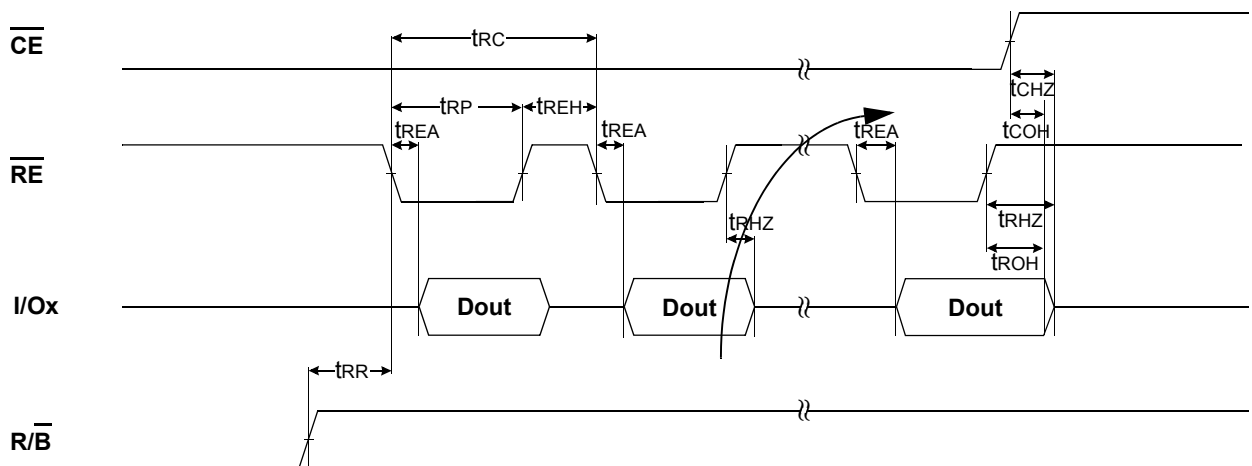 CE
tRC
tCHZ
tRP
tREH
tCOH
tREA
tREA
tREA
RE
tRHZ
tRHZ
tROH
I/Ox
Dout
Dout
Dout
tRR
R/B